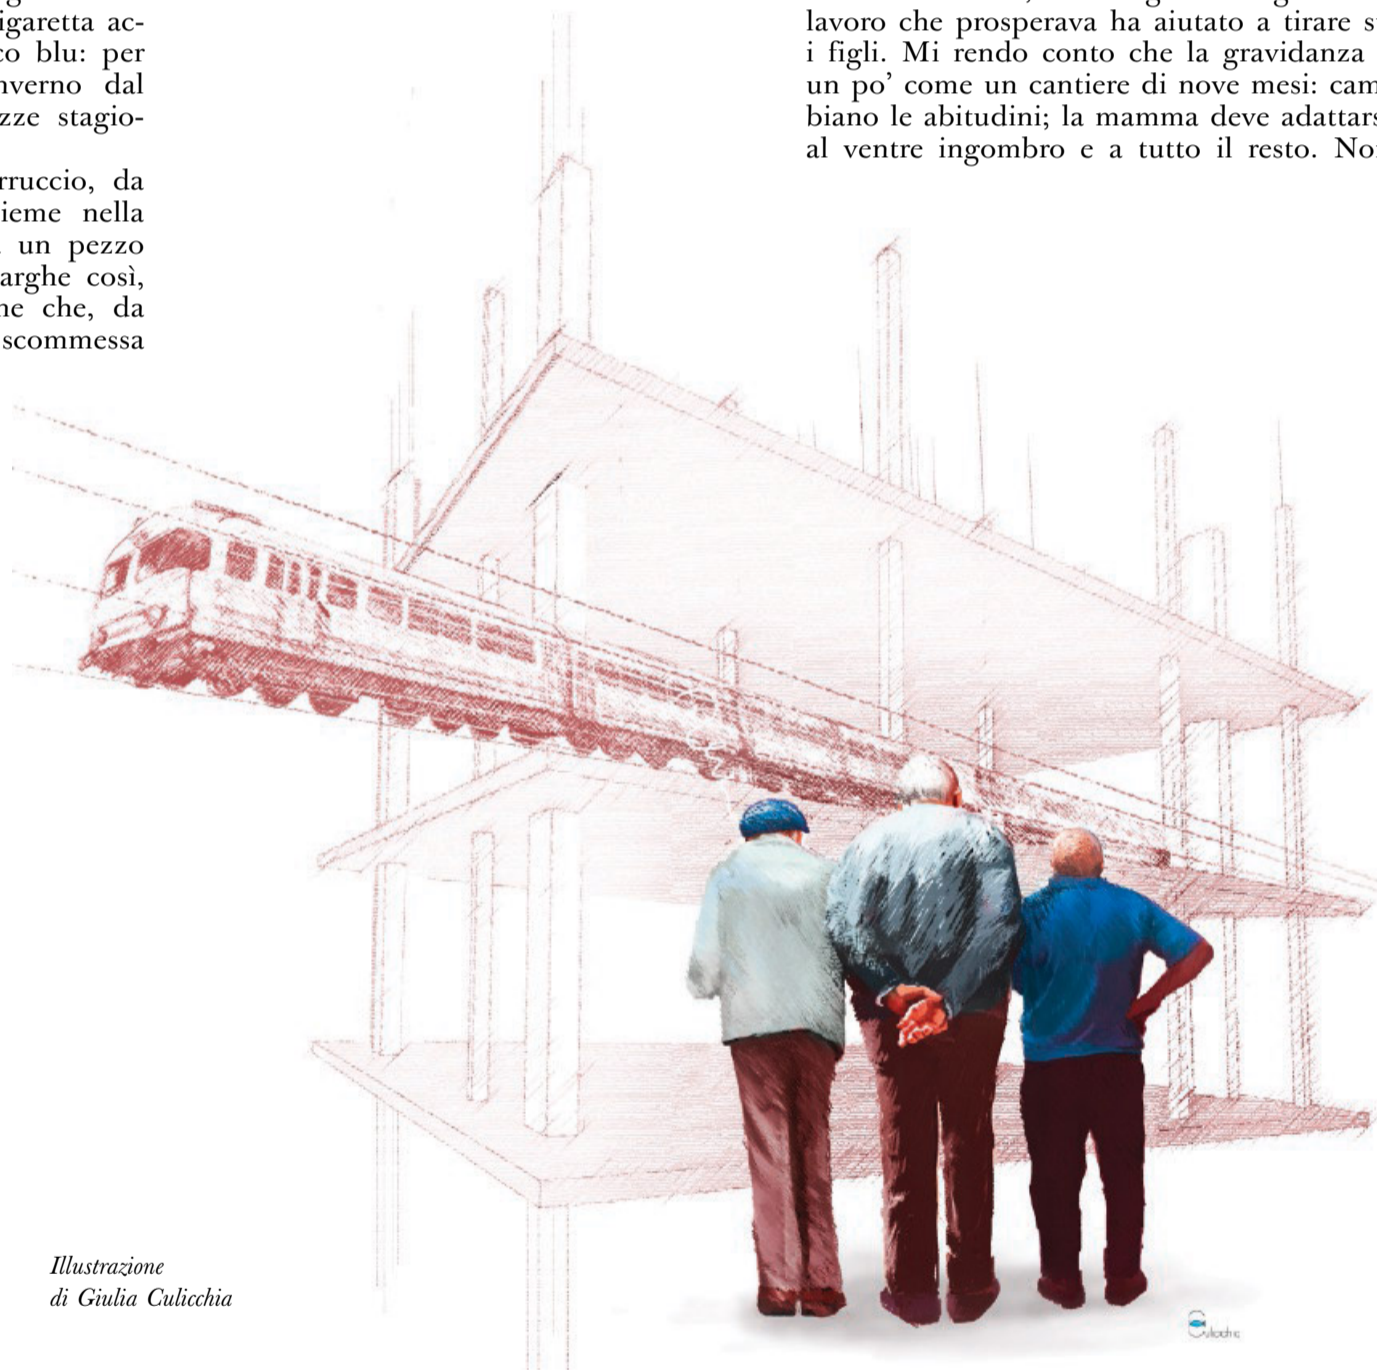 igaretta ac-
co blu: per
nverno dal
zze stagio-
rruccio, da
ieme nella
un pezzo
arghe così,
ne che, da
scommessa
lavoro che prosperava ha aiutato a tirare s
i figli. Mi rendo conto che la gravidanza
un po’ come un cantiere di nove mesi: cam-
biano le abitudini; la mamma deve adattars
al ventre ingombro e a tutto il resto. No
Illustrazione
di Giulia Culicchia
Culicchia